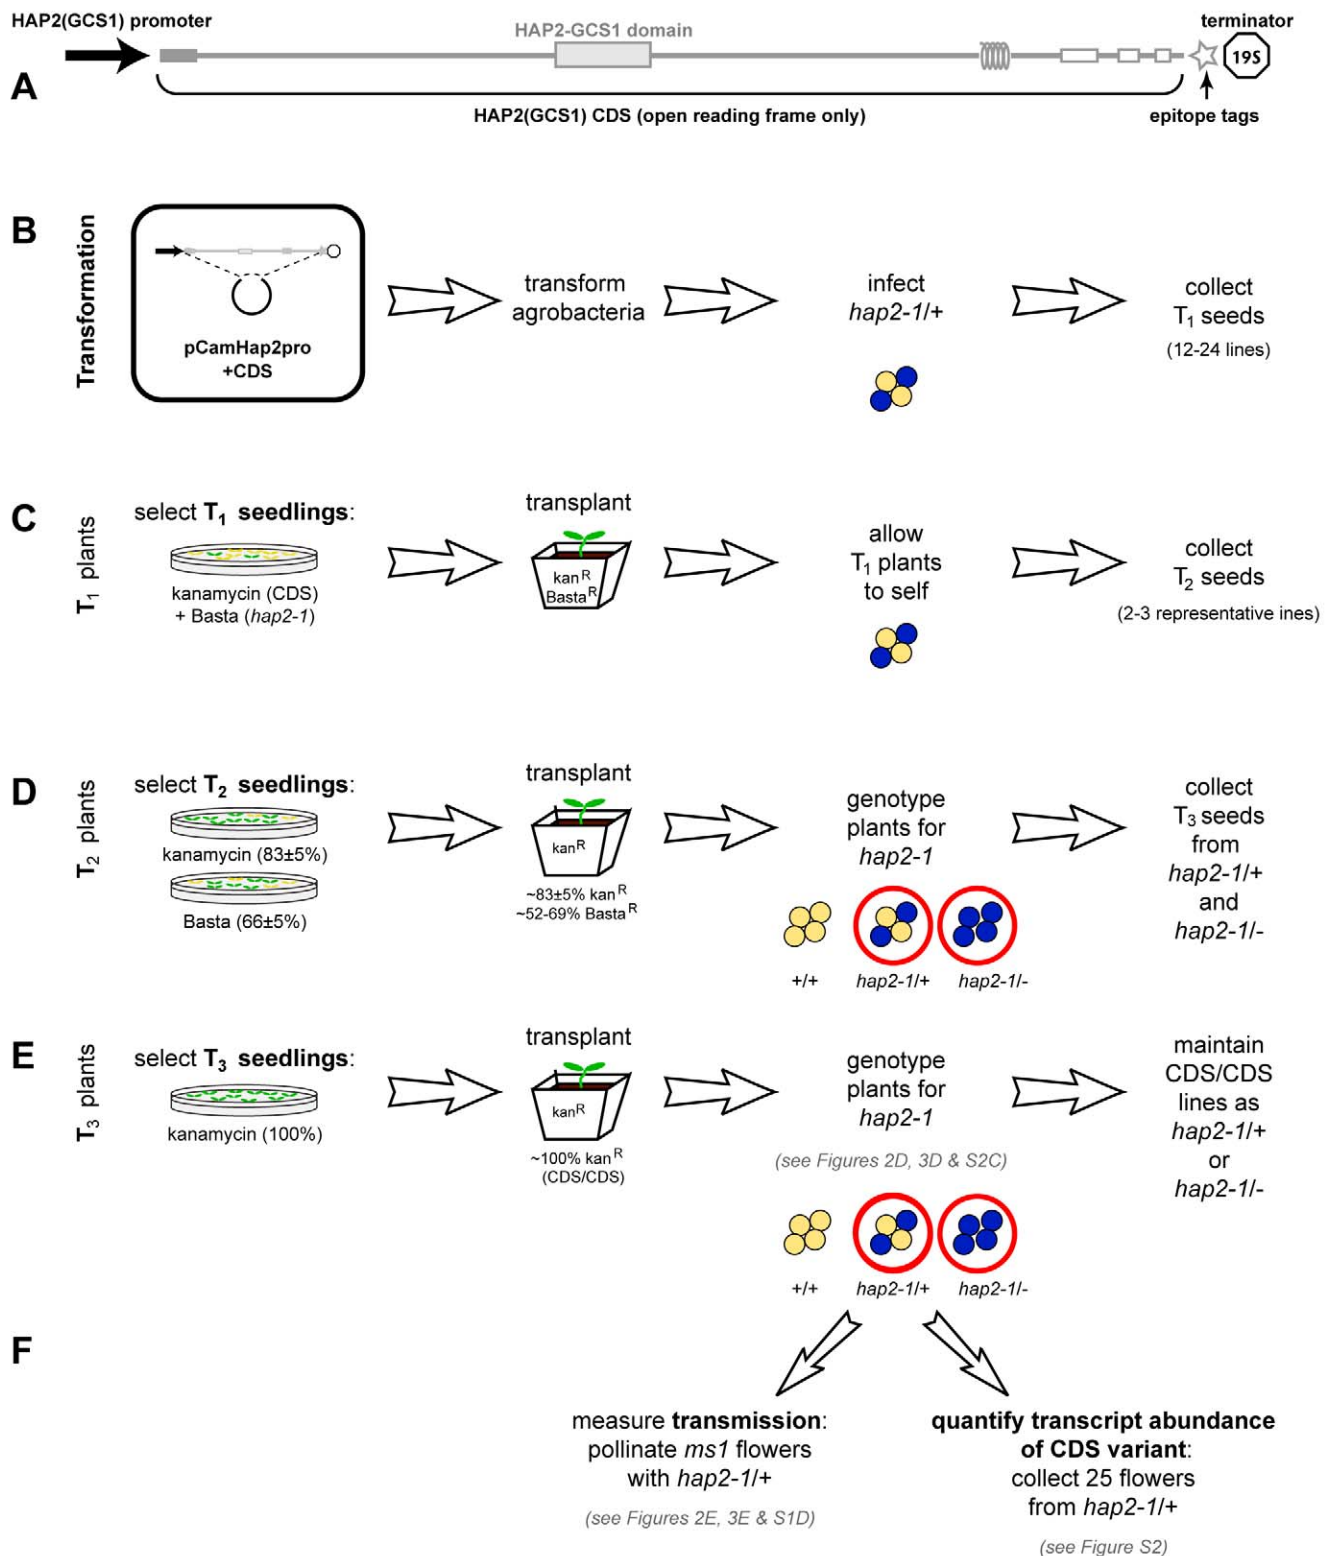 HAP2(GCS1) promoter
HAP2-GCS1 domain
terminator
19S
A
HAP2(GCS1) CDS (open reading frame only)
epitope tags
B
Transformation
pCamHap2pro
+CDS
transform
agrobacteria
infect
hap2-1/+
collect
T1 seeds
(12-24 lines)
C
T1 plants
select T1 seedlings:
kanamycin (CDS)
+ Basta (hap2-1)
transplant
kanR
BastaR
allow
T1 plants
to self
collect
T2 seeds
(2-3 representative ines)
D
T2 plants
select T2 seedlings:
kanamycin (83±5%)
Basta (66±5%)
transplant
kanR
~83±5% kanR
~52-69% BastaR
genotype
plants for
hap2-1
+/+
hap2-1/+
hap2-1/-
collect
T3 seeds
from
hap2-1/+
and
hap2-1/-
E
T3 plants
select T3 seedlings:
kanamycin (100%)
transplant
kanR
~100% kanR
(CDS/CDS)
genotype
plants for
hap2-1
(see Figures 2D, 3D & S2C)
+/+
hap2-1/+
hap2-1/-
maintain
CDS/CDS
lines as
hap2-1/+
or
hap2-1/-
F
measure transmission:
pollinate ms1 flowers
with hap2-1/+
(see Figures 2E, 3E & S1D)
quantify transcript abundance
of CDS variant:
collect 25 flowers
from hap2-1/+
(see Figure S2)